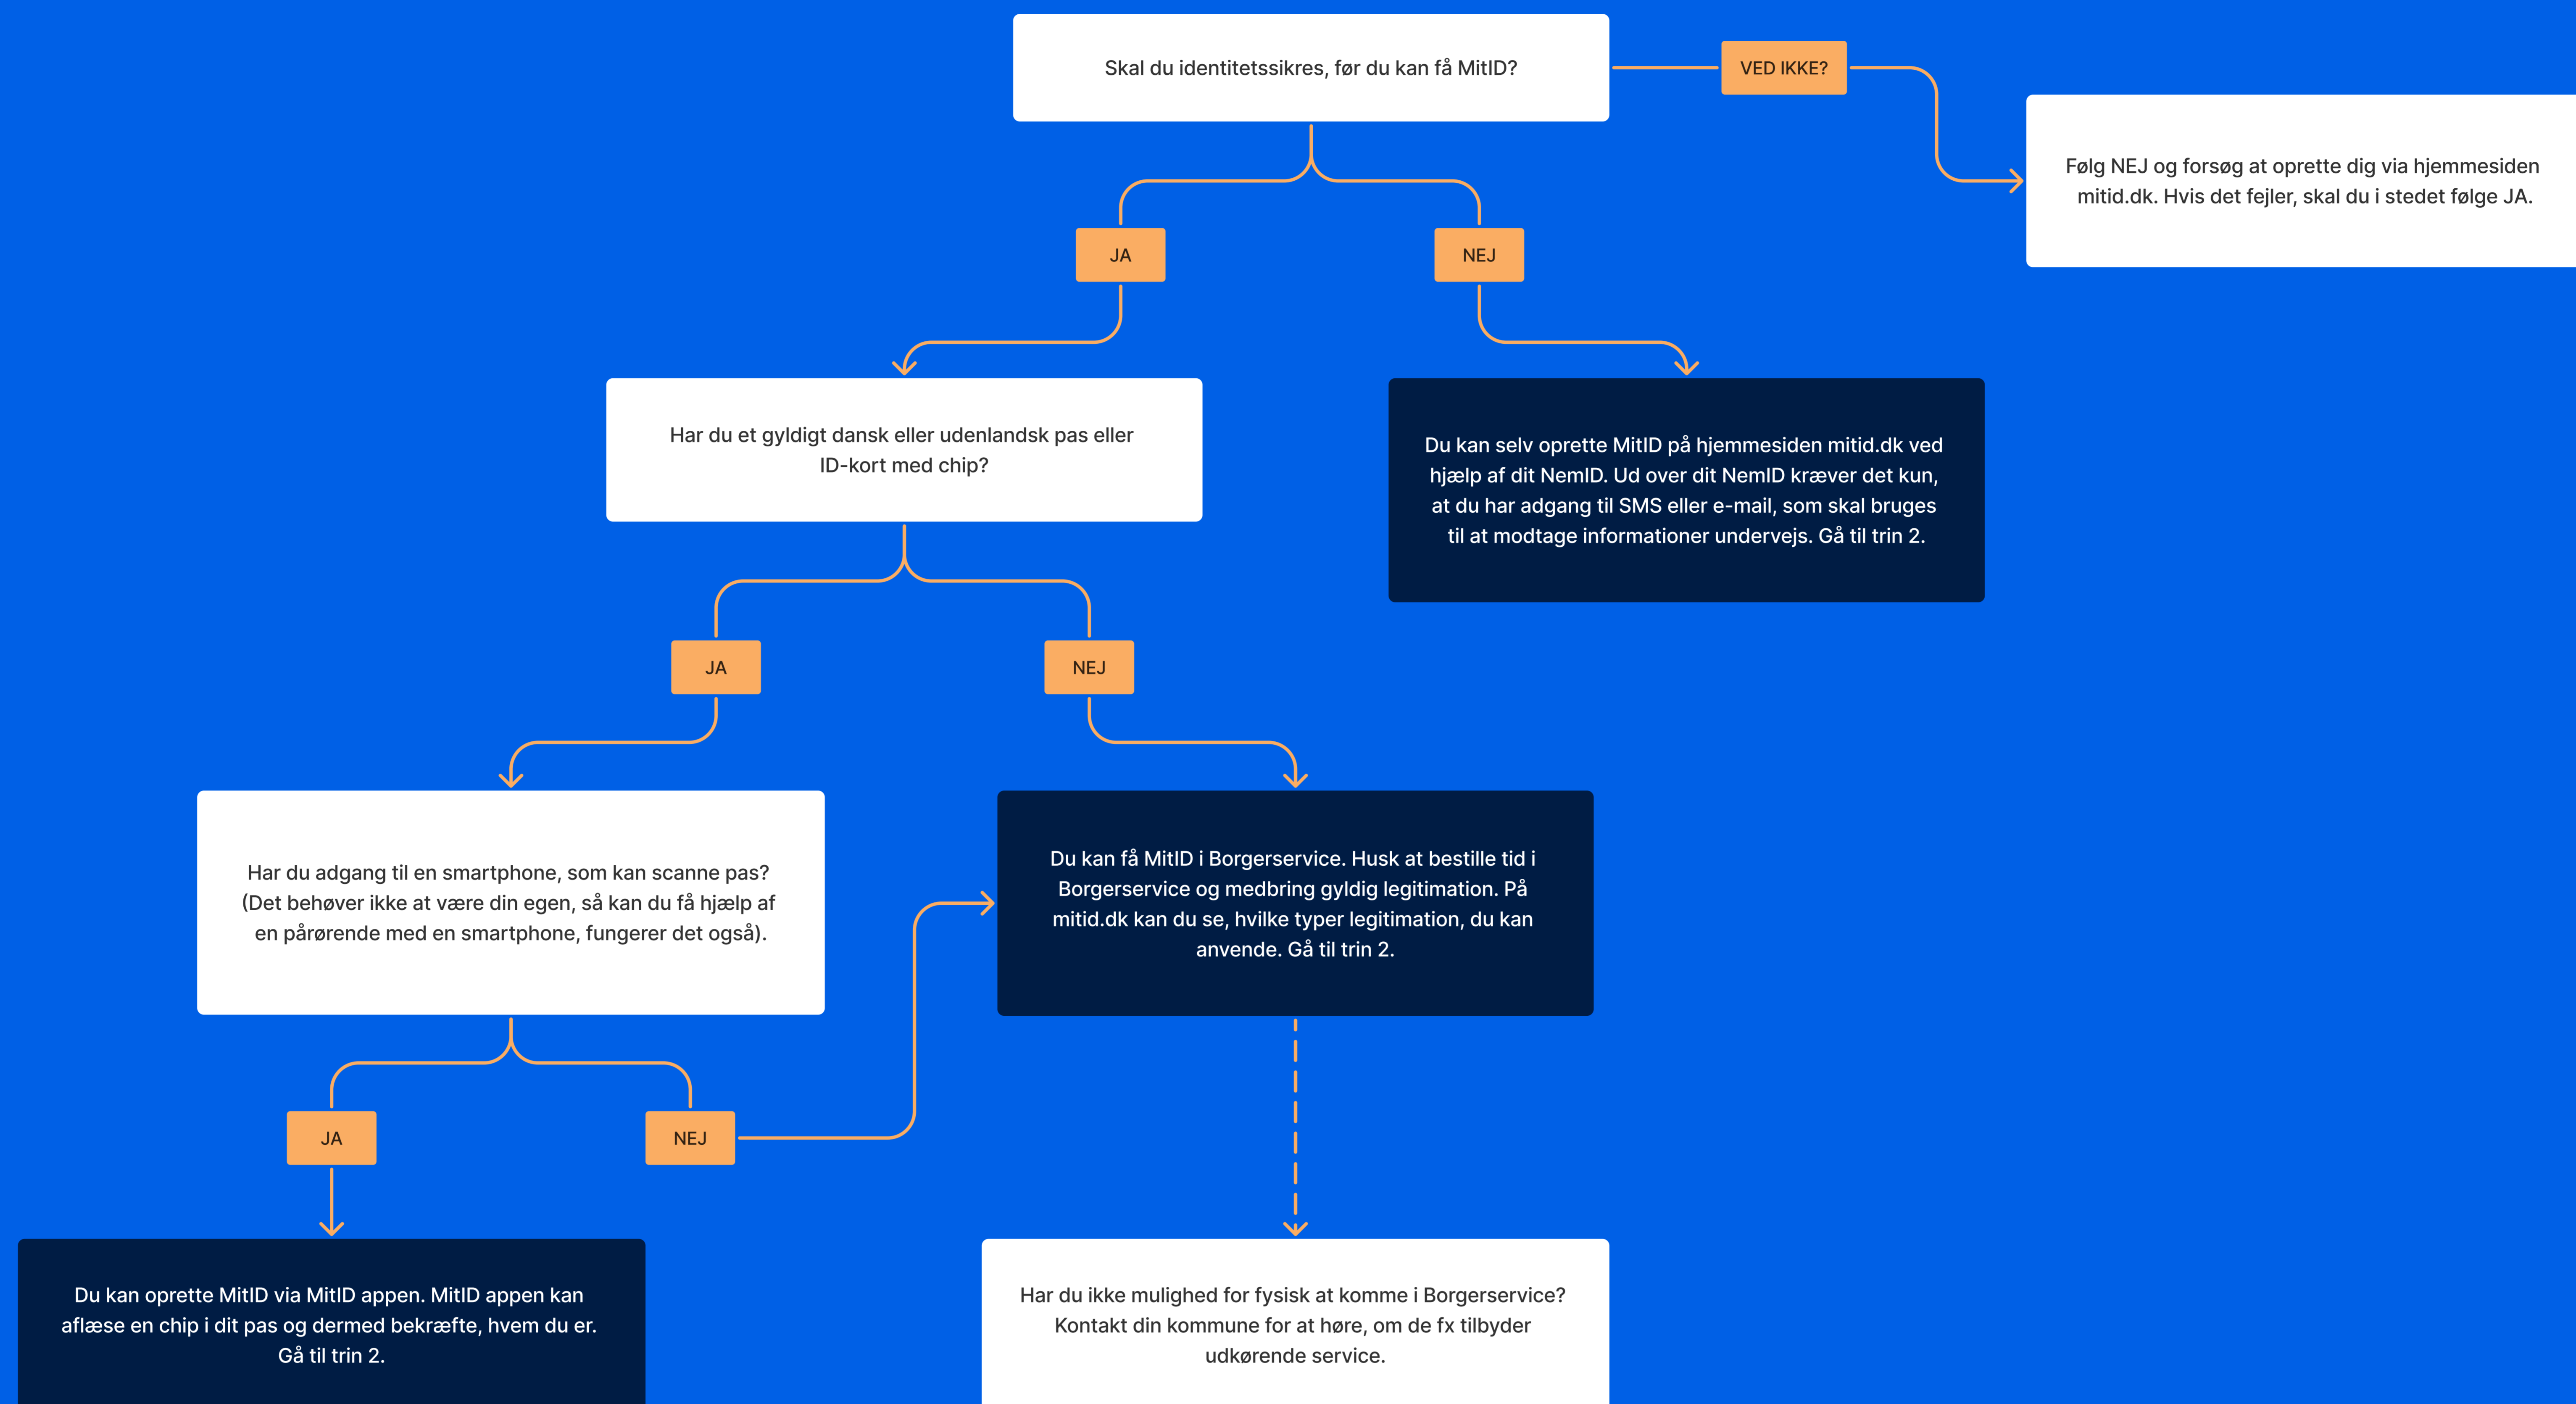 Skal du identitetssikres, før du kan få MitID?
VED IKKE?
Følg NEJ og forsøg at oprette dig via hjemmesiden
mitid.dk. Hvis det fejler, skal du i stedet følge JA.
JA
NEJ
Har du et gyldigt dansk eller udenlandsk pas eller
ID-kort med chip?
Du kan selv oprette MitID på hjemmesiden mitid.dk ved
hjælp af dit NemID. Ud over dit NemID kræver det kun,
at du har adgang til SMS eller e-mail, som skal bruges
til at modtage informationer undervejs. Gå til trin 2.
JA
NEJ
Har du adgang til en smartphone, som kan scanne pas?
(Det behøver ikke at være din egen, så kan du få hjælp af
en pårørende med en smartphone, fungerer det også).
Du kan få MitID i Borgerservice. Husk at bestille tid i
Borgerservice og medbring gyldig legitimation. På
mitid.dk kan du se, hvilke typer legitimation, du kan
anvende. Gå til trin 2.
JA
NEJ
Du kan oprette MitID via MitID appen. MitID appen kan
aflæse en chip i dit pas og dermed bekræfte, hvem du er.
Gå til trin 2.
Har du ikke mulighed for fysisk at komme i Borgerservice?
Kontakt din kommune for at høre, om de fx tilbyder
udkørende service.